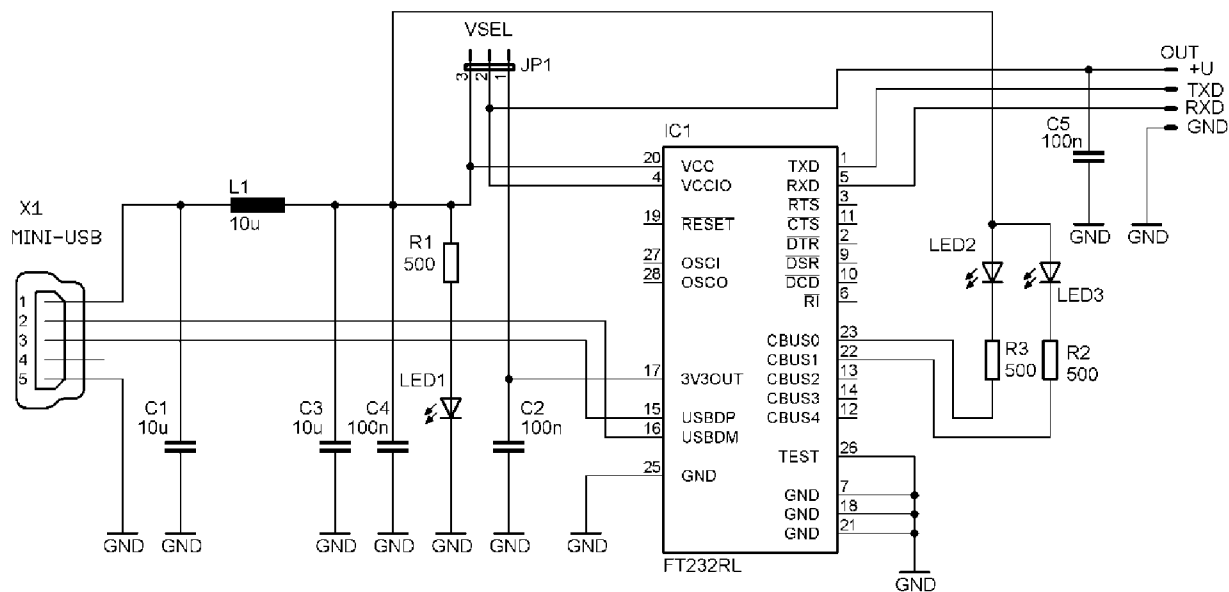 VSEL
3 2 1 JP1
OUT
+U
TXD
RXD
GND
C5
100n
GND GND
IC1
20 VCC TXD 1
4 VCCIO RXD 5
RTS 3
19 RESET CTS 11
DTR 2
27 OSCI DSR 9
28 OSCO DCD 10
RI 6
CBUS0 23
CBUS1 22
17 3V3OUT CBUS2 13
CBUS3 14
15 USBDP CBUS4 12
16 USBDM
TEST 26
25 GND
GND 7
GND 18
GND 21
FT232RL
GND
L1
10u
X1
MINI-USB
1
2
3
4
5
R1
500
LED1
LED2
LED3
R3
500
R2
500
C1
10u
C3
10u
C4
100n
C2
100n
GND GND GND GND GND GND GND